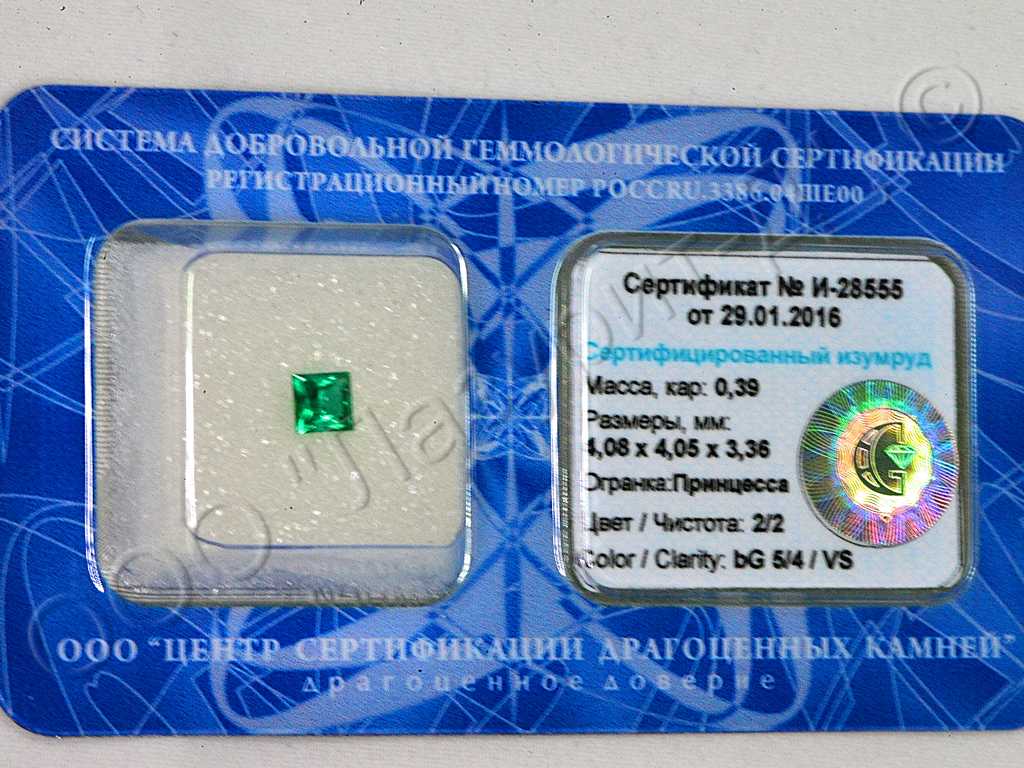 СИСТЕМА ДОБРОВОЛЬНОЙ ГЕММОЛОГИЧЕСКОЙ СЕРТИФИКАЦИИ
РЕГИСТРАЦИОННЫЙ НОМЕР РОСС RU.3386.04ШЕ00
Сертификат № И-28555
от 29.01.2016
Сертифицированный изумруд
Масса, кар: 0,39
Размеры, мм:
4,08 x 4,05 x 3,36
Огранка:Принцесса
Цвет / Чистота: 2/2
Color / Clarity: bG 5/4 / VS
ООО "ЦЕНТР СЕРТИФИКАЦИИ ДРАГОЦЕННЫХ КАМНЕЙ"
драгоценное доверие